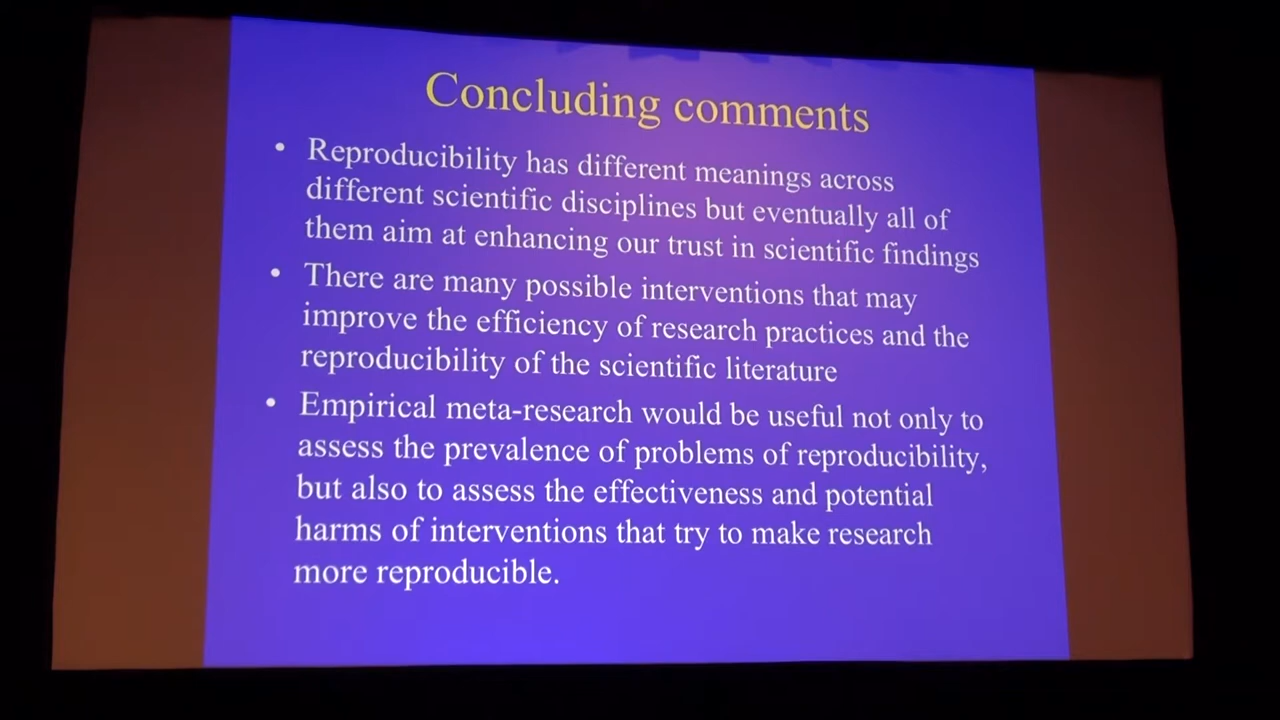 Concluding comments
• Reproducibility has different meanings across
different scientific disciplines but eventually all of
them aim at enhancing our trust in scientific findings
• There are many possible interventions that may
improve the efficiency of research practices and the
reproducibility of the scientific literature
• Empirical meta-research would be useful not only to
assess the prevalence of problems of reproducibility,
but also to assess the effectiveness and potential
harms of interventions that try to make research
more reproducible.